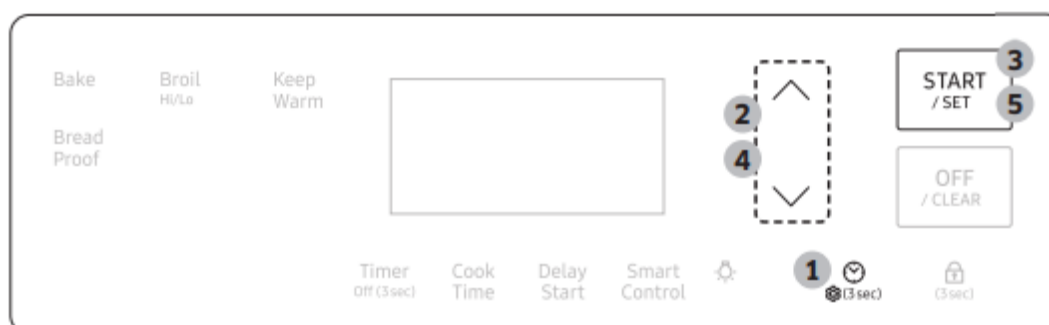 Bake
Broil
Hi/Lo
Keep
Warm
Bread
Proof
2
4
START
/ SET
3
5
OFF
/ CLEAR
Timer
Off (3 sec)
Cook
Time
Delay
Start
Smart
Control
1
(3 sec)
(3 sec)